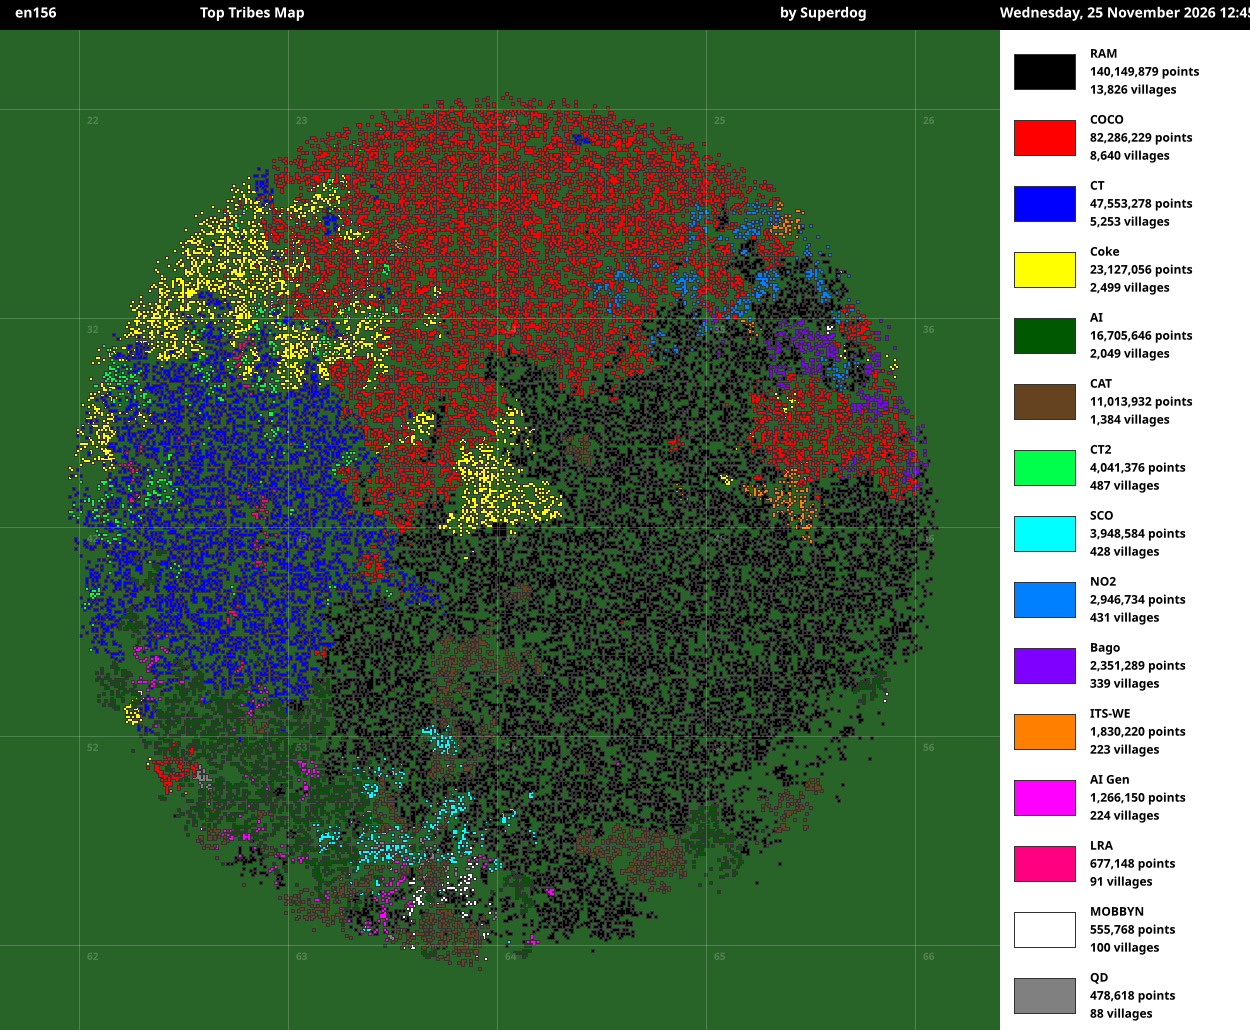 en156 Top Tribes Map by Superdog Wednesday, 25 November 2026 12:45
RAM
140,149,879 points
13,826 villages
COCO
82,286,229 points
8,640 villages
CT
47,553,278 points
5,253 villages
Coke
23,127,056 points
2,499 villages
AI
16,705,646 points
2,049 villages
CAT
11,013,932 points
1,384 villages
CT2
4,041,376 points
487 villages
SCO
3,948,584 points
428 villages
NO2
2,946,734 points
431 villages
Bago
2,351,289 points
339 villages
ITS-WE
1,830,220 points
223 villages
AI Gen
1,266,150 points
224 villages
LRA
677,148 points
91 villages
MOBBYN
555,768 points
100 villages
QD
478,618 points
88 villages
22 23 25 26
32 36
52 53 56
62 63 64 65 66